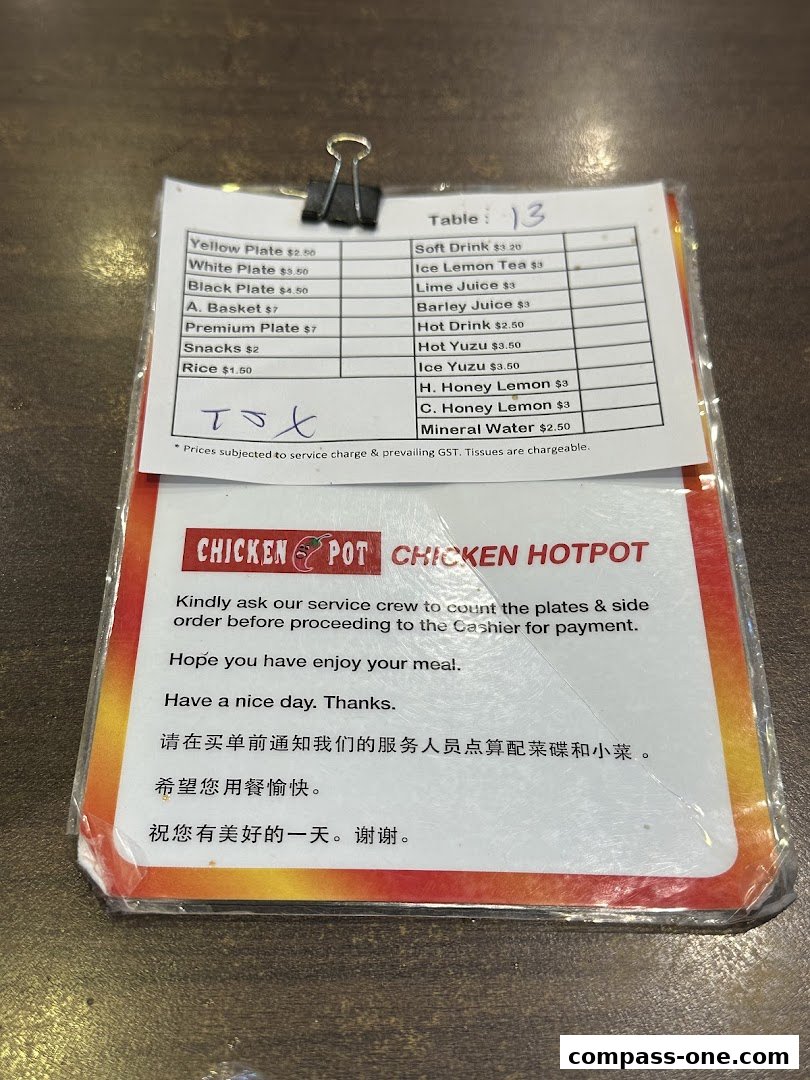 Table : 13
Yellow Plate $2.50 Soft Drink $3.20
White Plate $3.50 Ice Lemon Tea $3
Black Plate $4.50 Lime Juice $3
A. Basket $7 Barley Juice $3
Premium Plate $7 Hot Drink $2.50
Snacks $2 Hot Yuzu $3.50
Rice $1.50 Ice Yuzu $3.50
H. Honey Lemon $3
C. Honey Lemon $3
Mineral Water $2.50
* Prices subjected to service charge & prevailing GST. Tissues are chargeable.
CHICKEN POT CHICKEN HOTPOT
Kindly ask our service crew to count the plates & side
order before proceeding to the Cashier for payment.
Hope you have enjoy your meal.
Have a nice day. Thanks.
请在买单前通知我们的服务人员点算配菜碟和小菜 。
希望您用餐愉快。
祝您有美好的一天。谢谢。
compass-one.com